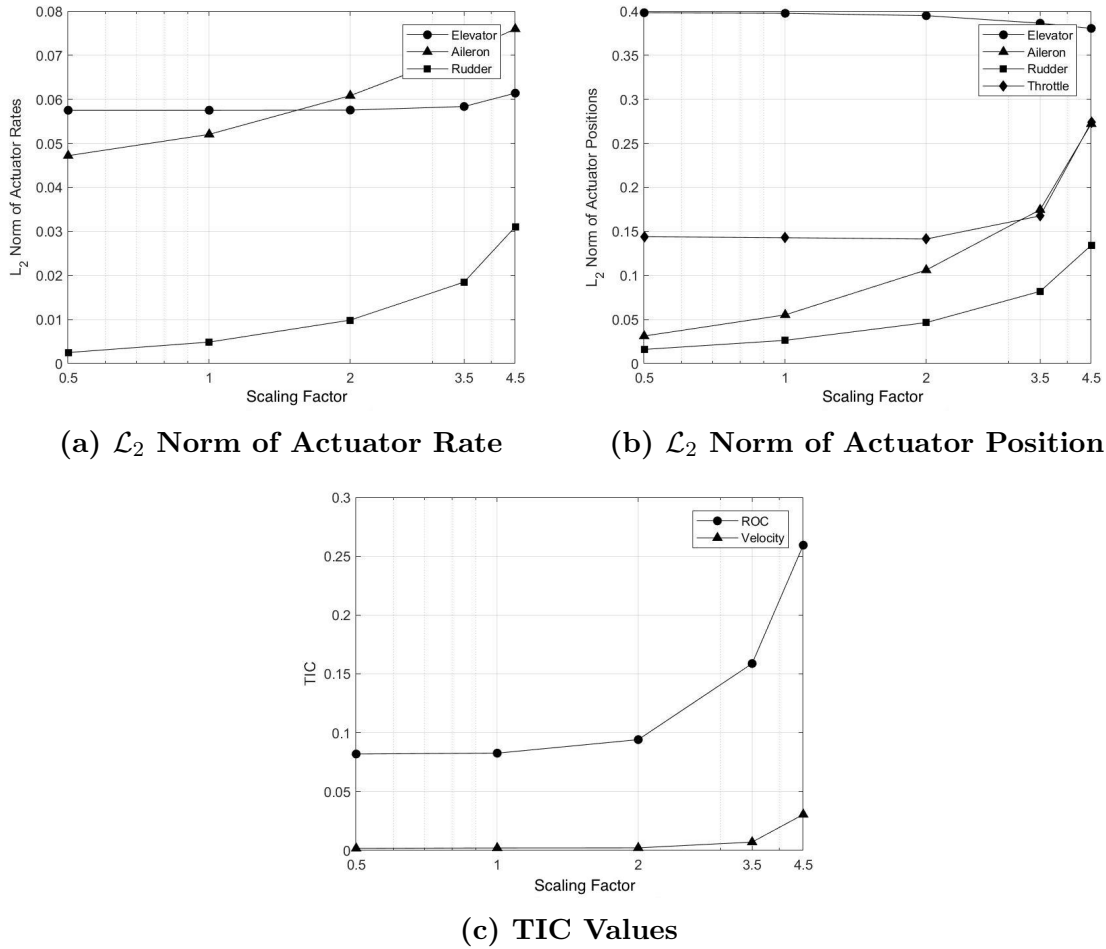 0.08
0.07
0.06
0.05
0.04
0.03
0.02
0.01
0
L2 Norm of Actuator Rates
0.5 1 2 3.5 4.5
Scaling Factor
Elevator
Aileron
Rudder
(a) ℒ2 Norm of Actuator Rate
0.4
0.35
0.3
0.25
0.2
0.15
0.1
0.05
0
L2 Norm of Actuator Positions
0.5 1 2 3.5 4.5
Scaling Factor
Elevator
Aileron
Rudder
Throttle
(b) ℒ2 Norm of Actuator Position
0.3
0.25
0.2
0.15
0.1
0.05
0
TIC
0.5 1 2 3.5 4.5
Scaling Factor
ROC
Velocity
(c) TIC Values